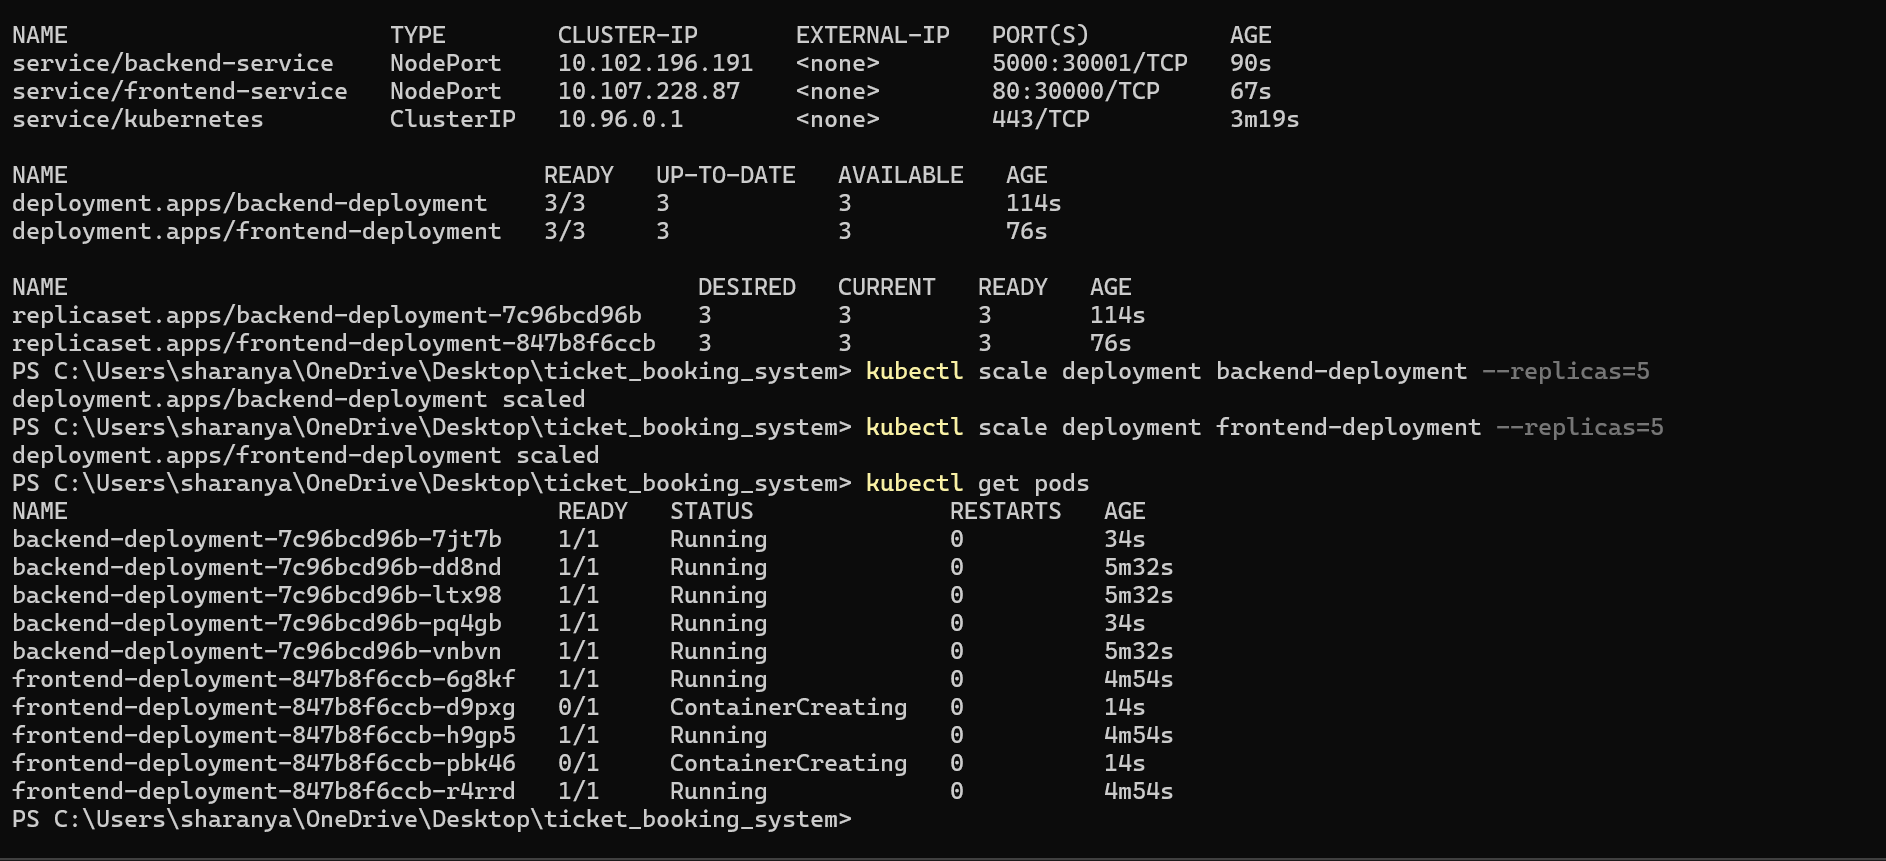 NAME                       TYPE        CLUSTER-IP       EXTERNAL-IP   PORT(S)          AGE
service/backend-service    NodePort    10.102.196.191   <none>        5000:30001/TCP   90s
service/frontend-service   NodePort    10.107.228.87    <none>        80:30000/TCP     67s
service/kubernetes         ClusterIP   10.96.0.1        <none>        443/TCP          3m19s

NAME                                  READY   UP-TO-DATE   AVAILABLE   AGE
deployment.apps/backend-deployment    3/3     3            3           114s
deployment.apps/frontend-deployment   3/3     3            3           76s

NAME                                             DESIRED   CURRENT   READY   AGE
replicaset.apps/backend-deployment-7c96bcd96b    3         3         3       114s
replicaset.apps/frontend-deployment-847b8f6ccb   3         3         3       76s
PS C:\Users\sharanya\OneDrive\Desktop\ticket_booking_system> kubectl scale deployment backend-deployment --replicas=5
deployment.apps/backend-deployment scaled
PS C:\Users\sharanya\OneDrive\Desktop\ticket_booking_system> kubectl scale deployment frontend-deployment --replicas=5
deployment.apps/frontend-deployment scaled
PS C:\Users\sharanya\OneDrive\Desktop\ticket_booking_system> kubectl get pods
NAME                                   READY   STATUS              RESTARTS   AGE
backend-deployment-7c96bcd96b-7jt7b    1/1     Running             0          34s
backend-deployment-7c96bcd96b-dd8nd    1/1     Running             0          5m32s
backend-deployment-7c96bcd96b-ltx98    1/1     Running             0          5m32s
backend-deployment-7c96bcd96b-pq4gb    1/1     Running             0          34s
backend-deployment-7c96bcd96b-vnbvn    1/1     Running             0          5m32s
frontend-deployment-847b8f6ccb-6g8kf   1/1     Running             0          4m54s
frontend-deployment-847b8f6ccb-d9pxg   0/1     ContainerCreating   0          14s
frontend-deployment-847b8f6ccb-h9gp5   1/1     Running             0          4m54s
frontend-deployment-847b8f6ccb-pbk46   0/1     ContainerCreating   0          14s
frontend-deployment-847b8f6ccb-r4rrd   1/1     Running             0          4m54s
PS C:\Users\sharanya\OneDrive\Desktop\ticket_booking_system>